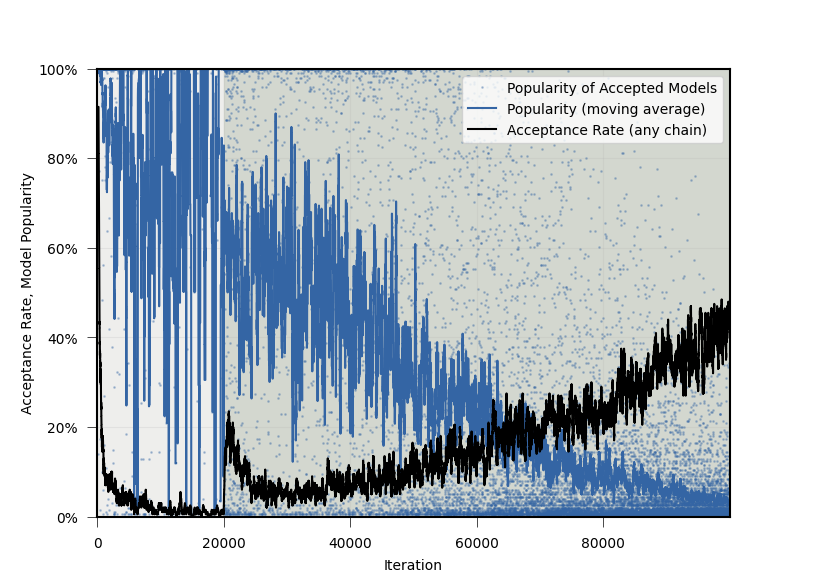 100%
80%
60%
40%
20%
0%
Acceptance Rate, Model Popularity
Popularity of Accepted Models
Popularity (moving average)
Acceptance Rate (any chain)
0
20000
40000
60000
80000
Iteration